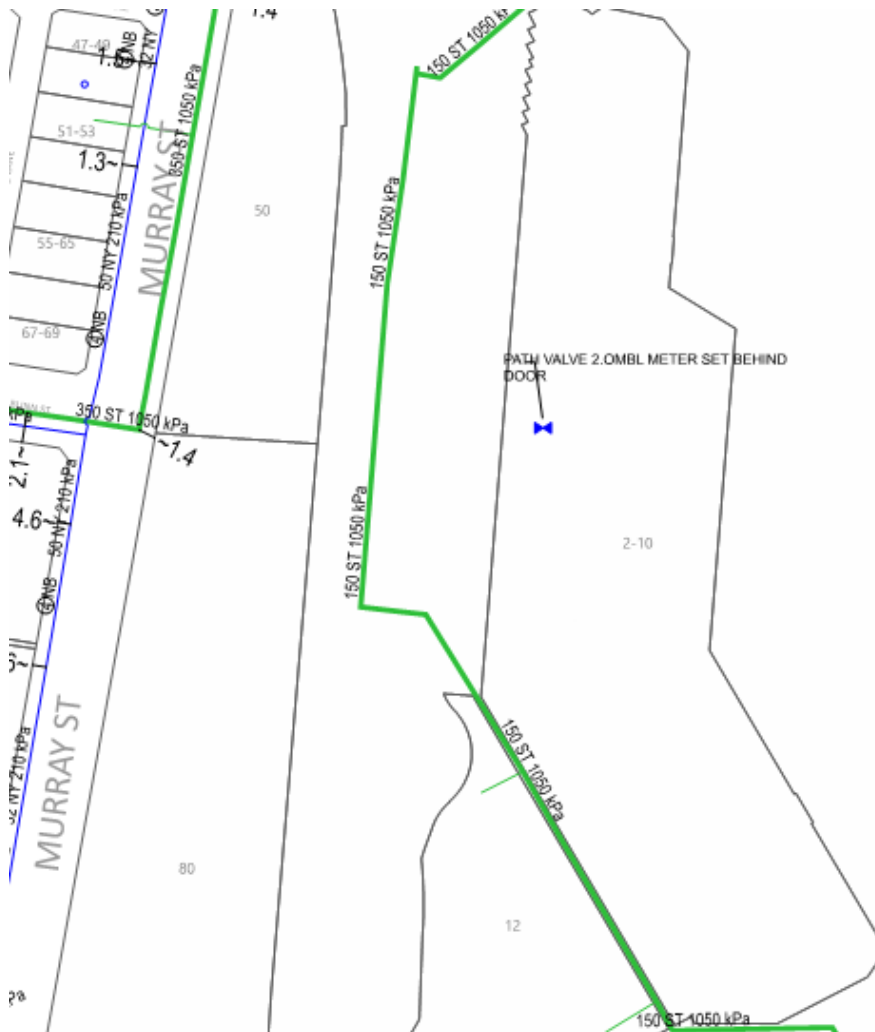 1.4
150 ST 1050 kPa
47-49
32 NY
NB
350 ST 1050 kPa
51-53
1.3~
MURRAY ST
50
150 ST 1050 kPa
55-65
50 NY 210 kPa
67-69
NB
PATH VALVE 2.OMBL METER SET BEHIND
DOOR
350 ST 1050 kPa
~1.4
2.1~
4.6~
50 NY 210 kPa
150 ST 1050 kPa
2-10
NB
150 ST 1050 kPa
MURRAY ST
32 NY 210 kPa
80
12
150 ST 1050 kPa